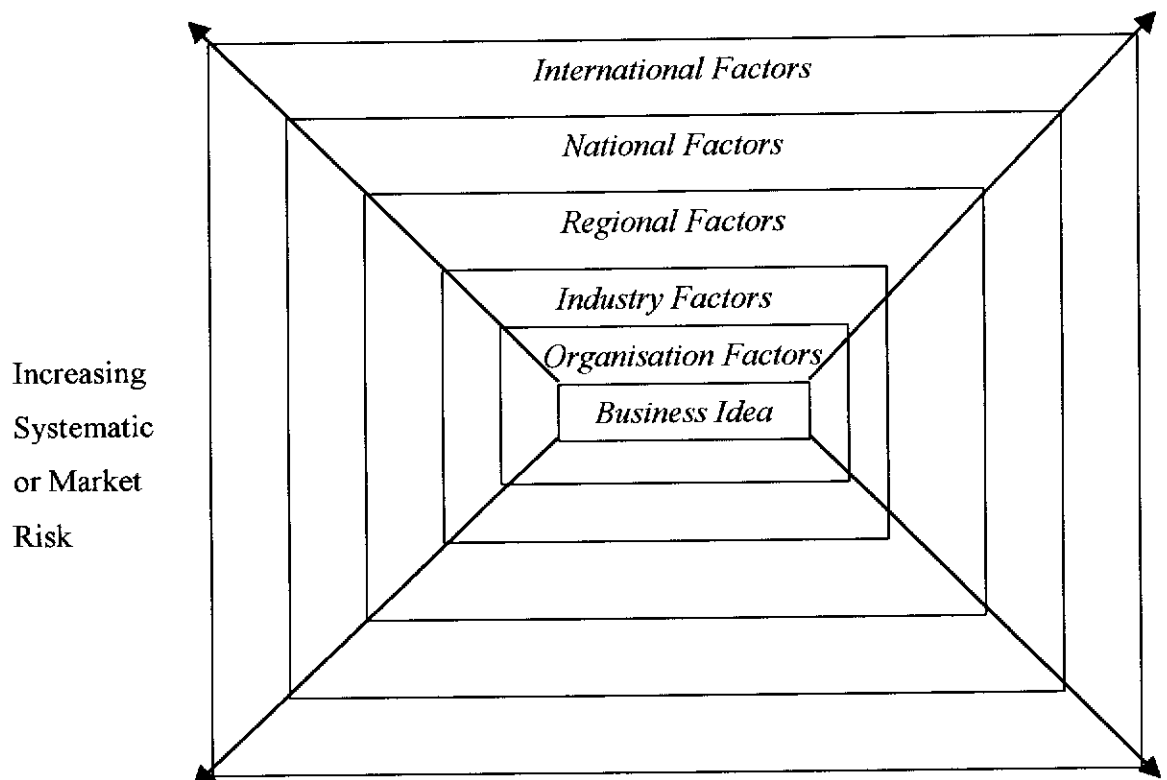 International Factors
National Factors
Regional Factors
Industry Factors
Organisation Factors
Business Idea
Increasing
Systematic
or Market
Risk